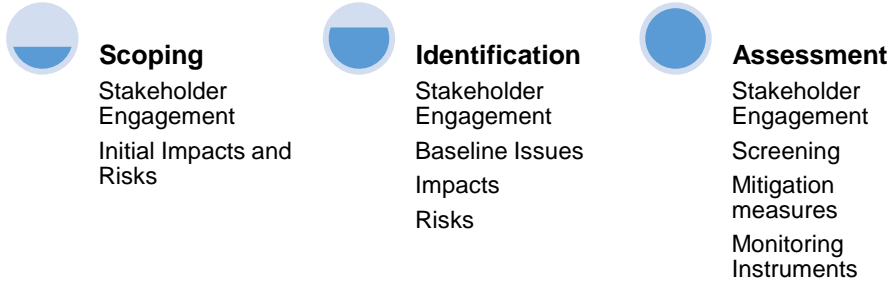 Scoping
Stakeholder
Engagement
Initial Impacts and
Risks
Identification
Stakeholder
Engagement
Baseline Issues
Impacts
Risks
Assessment
Stakeholder
Engagement
Screening
Mitigation
measures
Monitoring
Instruments